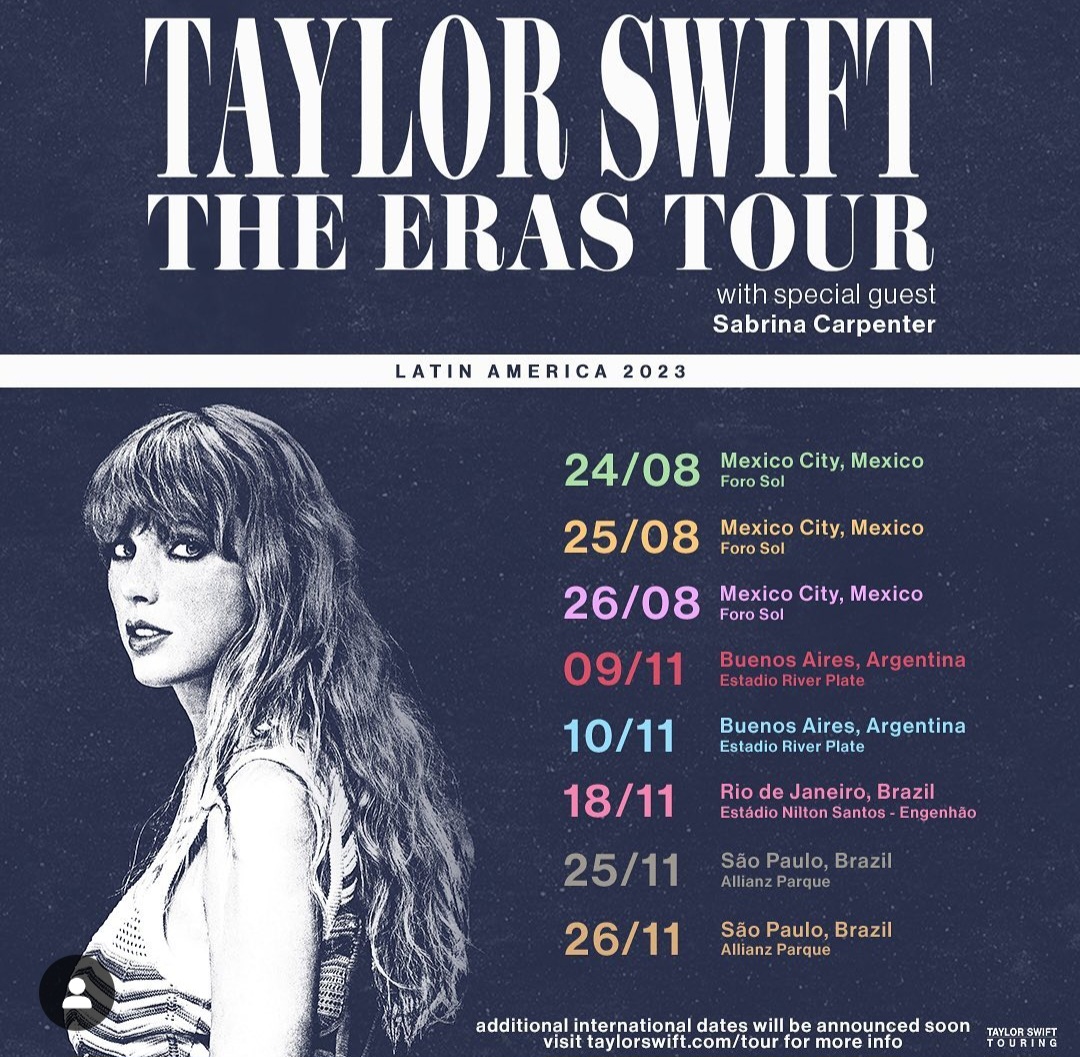 TAYLOR SWIFT
THE ERAS TOUR
with special guest
Sabrina Carpenter
LATIN AMERICA 2023
24/08 Mexico City, Mexico
Foro Sol
25/08 Mexico City, Mexico
Foro Sol
26/08 Mexico City, Mexico
Foro Sol
09/11 Buenos Aires, Argentina
Estadio River Plate
10/11 Buenos Aires, Argentina
Estadio River Plate
18/11 Rio de Janeiro, Brazil
Estádio Nilton Santos - Engenhão
25/11 São Paulo, Brazil
Allianz Parque
26/11 São Paulo, Brazil
Allianz Parque
additional international dates will be announced soon
visit taylorswift.com/tour for more info
TAYLOR SWIFT
TOURING